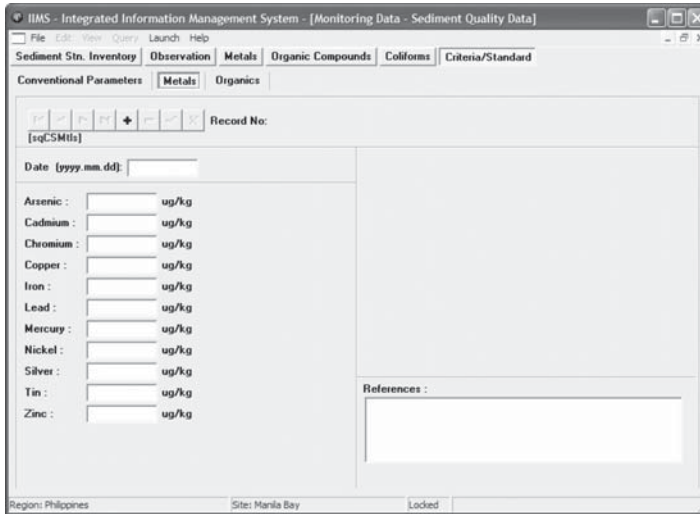 IIMS - Integrated Information Management System - [Monitoring Data - Sediment Quality Data]
File Edit View Query Launch Help
Sediment Stn. Inventory Observation Metals Organic Compounds Coliforms Criteria/Standard
Conventional Parameters Metals Organics
Record No:
[sqCSMtls]
Date (yyyy.mm.dd):
Arsenic : ug/kg
Cadmium : ug/kg
Chromium : ug/kg
Copper : ug/kg
Iron : ug/kg
Lead : ug/kg
Mercury : ug/kg
Nickel : ug/kg
Silver : ug/kg
Tin : ug/kg
Zinc : ug/kg
References :
Region: Philippines Site: Manila Bay Locked